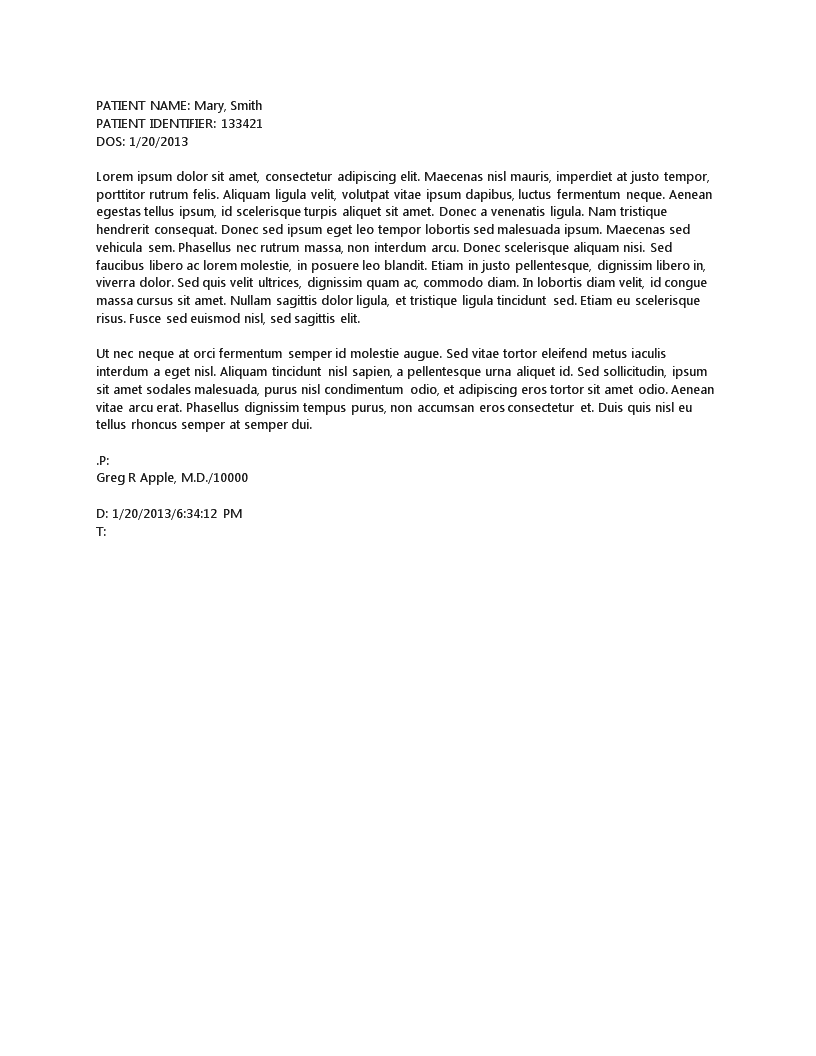 PATIENT NAME: Mary, Smith
PATIENT IDENTIFIER: 133421
DOS: 1/20/2013
Lorem ipsum dolor sit amet, consectetur adipiscing elit. Maecenas nisl mauris, imperdiet at justo tempor,
porttitor rutrum felis. Aliquam ligula velit, volutpat vitae ipsum dapibus, luctus fermentum neque. Aenean
egestas tellus ipsum, id scelerisque turpis aliquet sit amet. Donec a venenatis ligula. Nam tristique
hendrerit consequat. Donec sed ipsum eget leo tempor lobortis sed malesuada ipsum. Maecenas sed
vehicula sem. Phasellus nec rutrum massa, non interdum arcu. Donec scelerisque aliquam nisi. Sed
faucibus libero ac lorem molestie, in posuere leo blandit. Etiam in justo pellentesque, dignissim libero in,
viverra dolor. Sed quis velit ultrices, dignissim quam ac, commodo diam. In lobortis diam velit, id congue
massa cursus sit amet. Nullam sagittis dolor ligula, et tristique ligula tincidunt sed. Etiam eu scelerisque
risus. Fusce sed euismod nisl, sed sagittis elit.
Ut nec neque at orci fermentum semper id molestie augue. Sed vitae tortor eleifend metus iaculis
interdum a eget nisl. Aliquam tincidunt nisl sapien, a pellentesque urna aliquet id. Sed sollicitudin, ipsum
sit amet sodales malesuada, purus nisl condimentum odio, et adipiscing eros tortor sit amet odio. Aenean
vitae arcu erat. Phasellus dignissim tempus purus, non accumsan eros consectetur et. Duis quis nisl eu
tellus rhoncus semper at semper dui.
.P:
Greg R Apple, M.D./10000
D: 1/20/2013/6:34:12 PM
T: